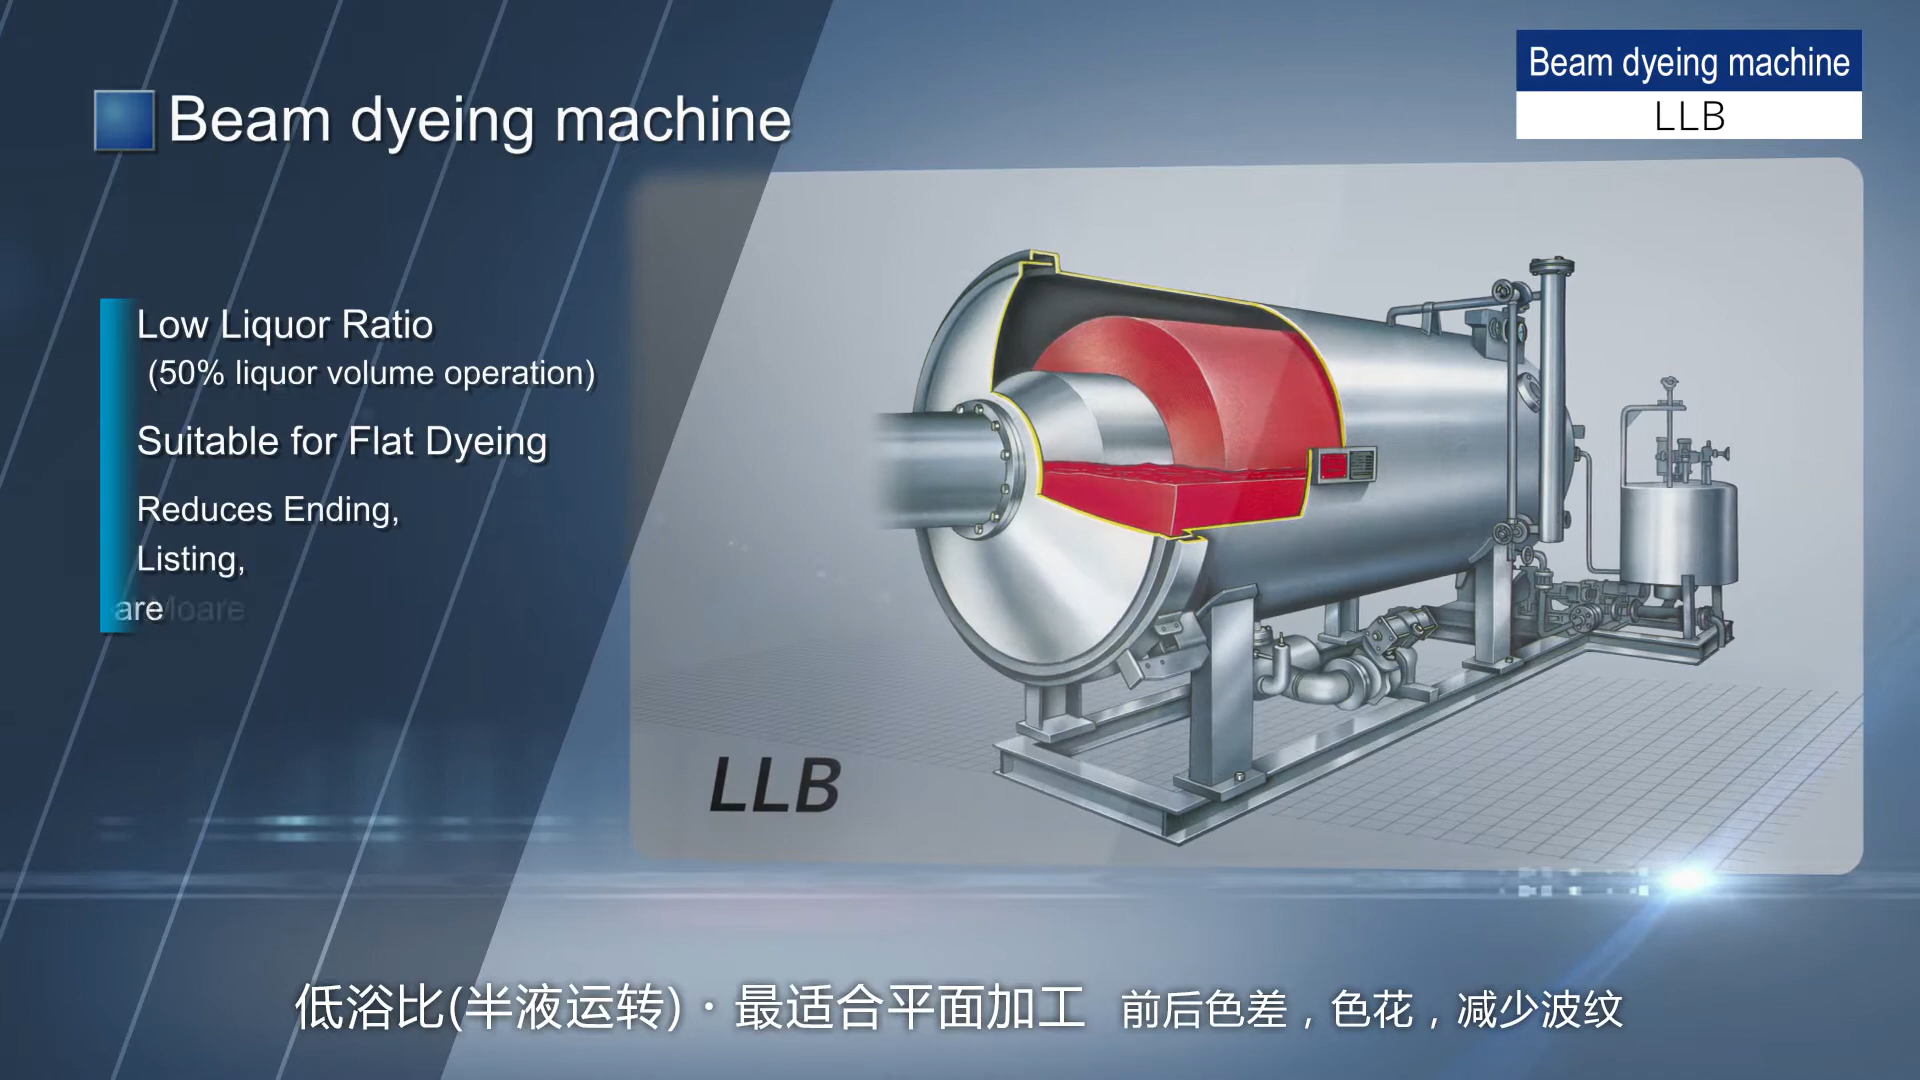 Beam dyeing machine
LLB
Beam dyeing machine
Low Liquor Ratio
(50% liquor volume operation)
Suitable for Flat Dyeing
Reduces Ending,
Listing,
are Moare
LLB
低浴比(半液运转)・最适合平面加工 前后色差，色花，减少波纹